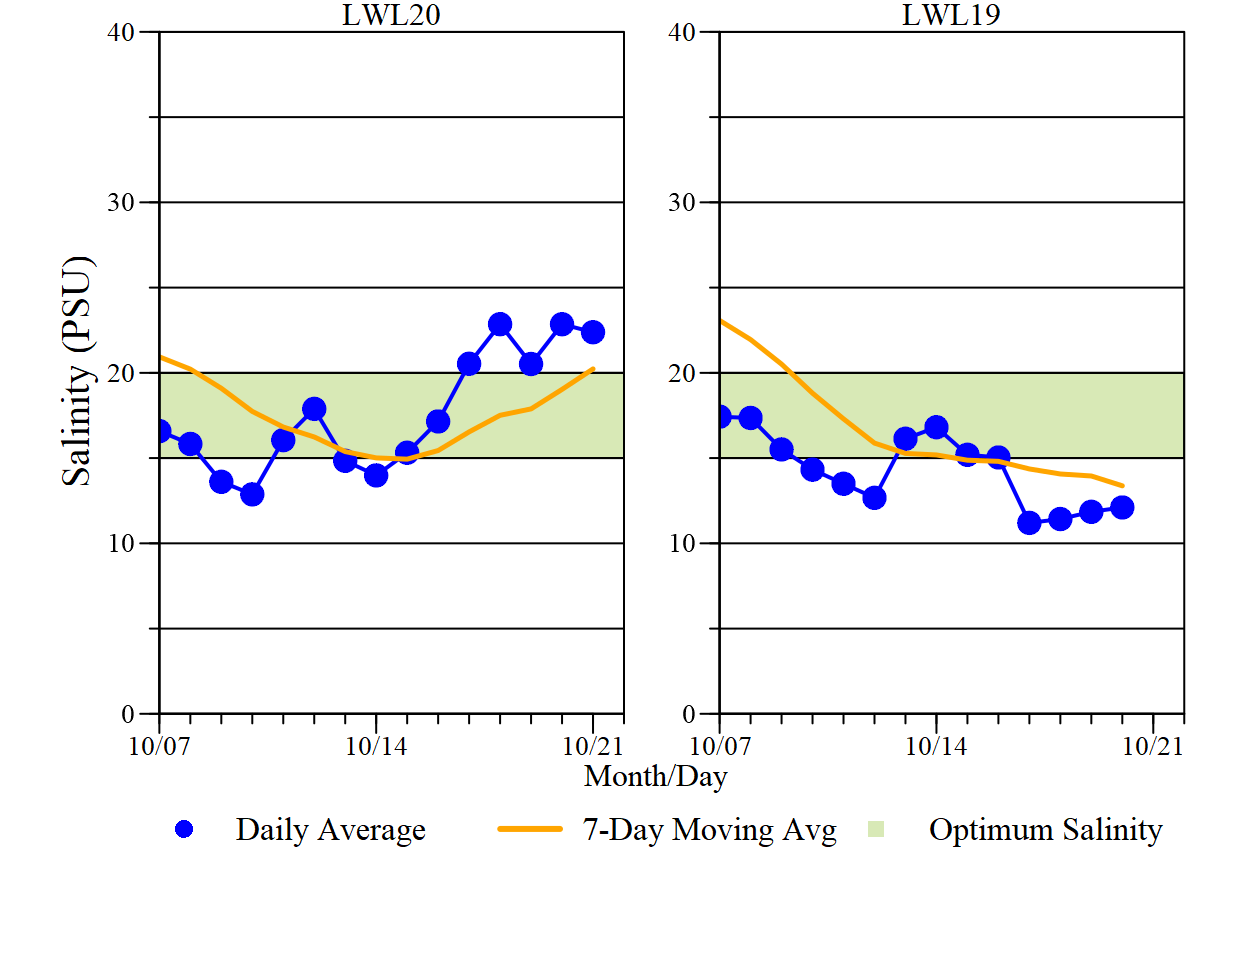 LWL20 LWL19
40 40
30 30
20 20
10 10
0 0
Salinity (PSU)
10/07 10/14 10/21 10/07 10/14 10/21
Month/Day
Daily Average 7-Day Moving Avg Optimum Salinity